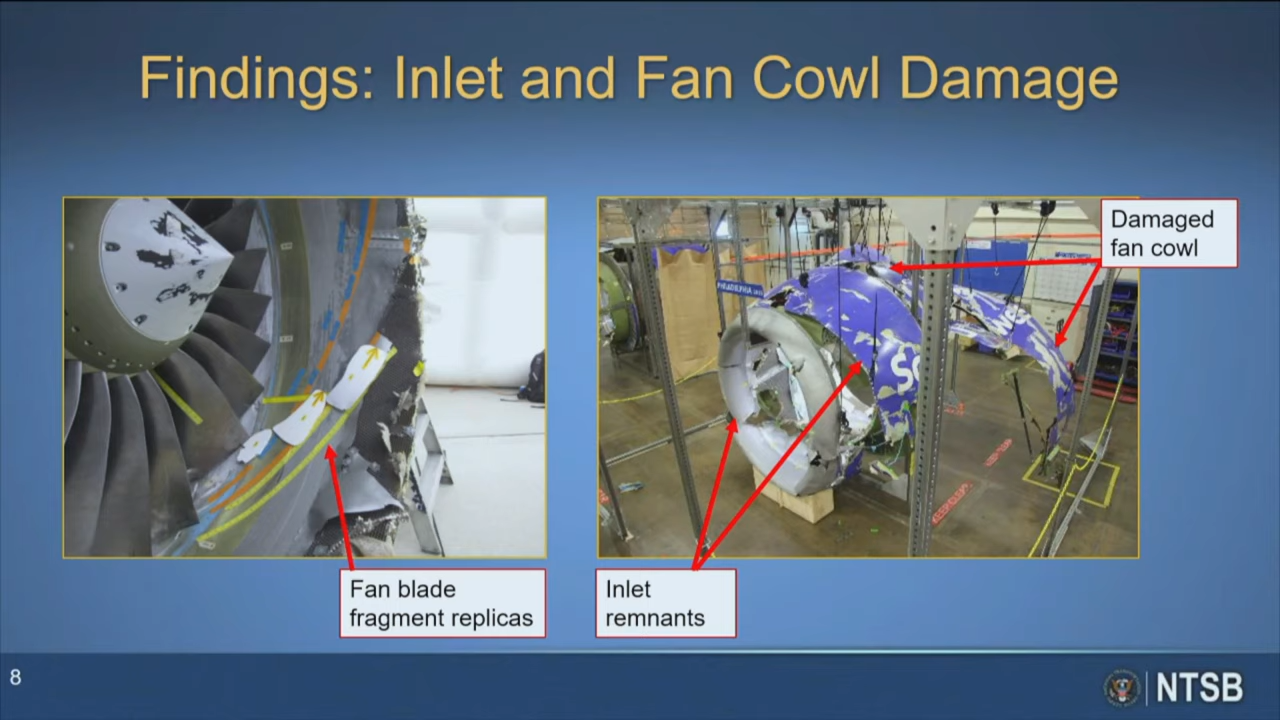 Findings: Inlet and Fan Cowl Damage
Damaged
fan cowl
Fan blade
fragment replicas
Inlet
remnants
8
NTSB